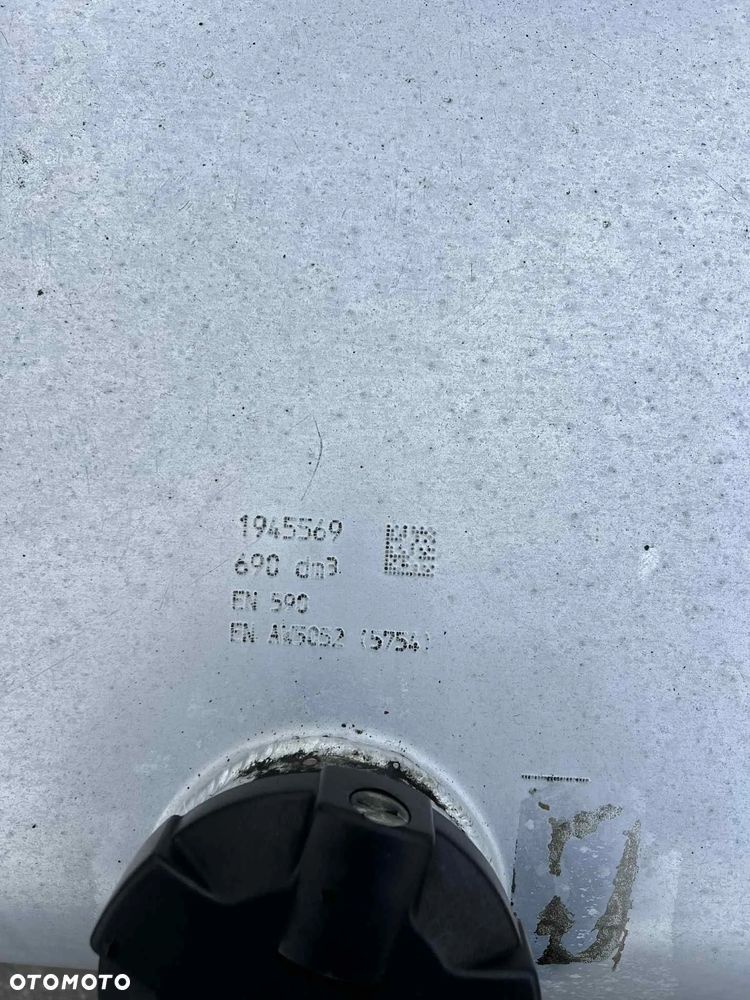 1945569
690 dm3
EN 590
EN AW5052 (5754)
OTOMOTO